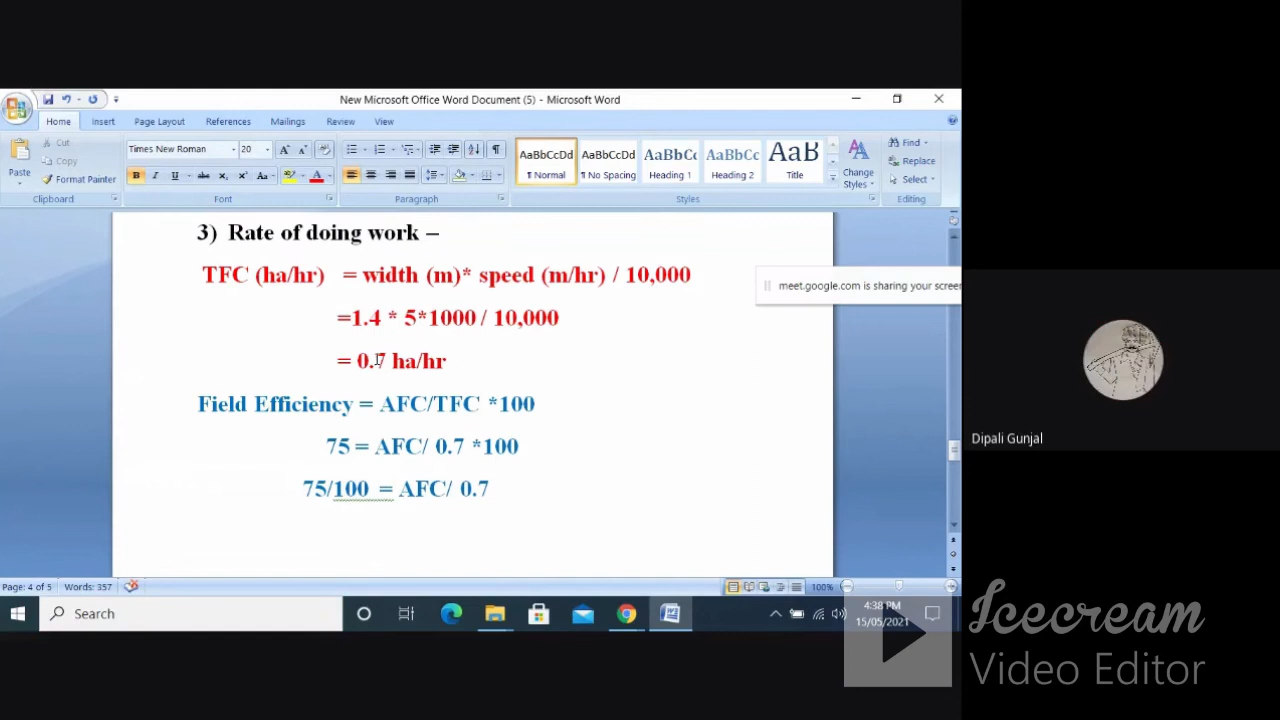 New Microsoft Office Word Document (5) - Microsoft Word
Home Insert Page Layout References Mailings Review View
Paste
Cut
Copy
Format Painter
Times New Roman 20
B I U abc x₂ x² Aa
AaBbCcDd AaBbCcDd AaBbCc AaBbCc AaB
¶ Normal ¶ No Spacing Heading 1 Heading 2 Title
Change Styles
Find
Replace
Select
Clipboard Font Paragraph Styles Editing
3) Rate of doing work –
TFC (ha/hr) = width (m)* speed (m/hr) / 10,000
=1.4 * 5*1000 / 10,000
= 0.7 ha/hr
Field Efficiency = AFC/TFC *100
75 = AFC/ 0.7 *100
75/100 = AFC/ 0.7
meet.google.com is sharing your screen
Dipali Gunjal
Page: 4 of 5 Words: 357 100%
Search
4:38 PM
15/05/2021
Icecream
Video Editor